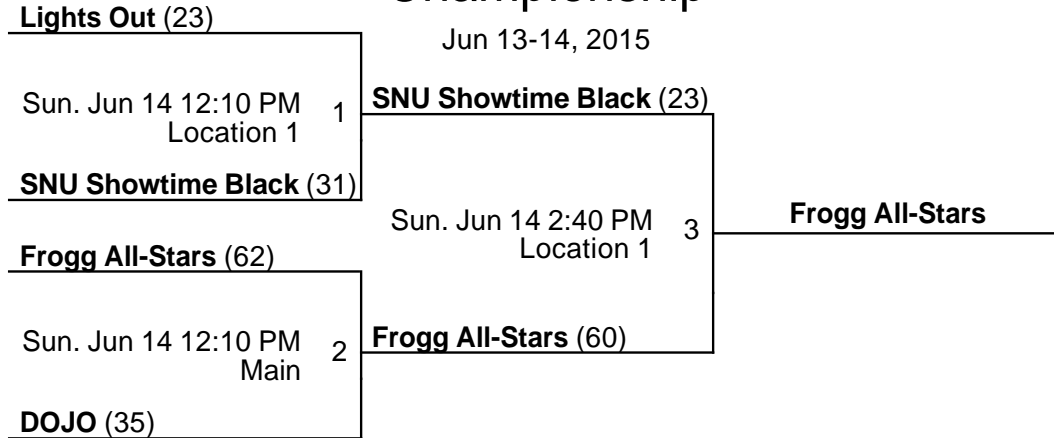 Championship
Jun 13-14, 2015
Lights Out (23)
Sun. Jun 14 12:10 PM
Location 1
1
SNU Showtime Black (31)
SNU Showtime Black (23)
Sun. Jun 14 2:40 PM
Location 1
3
Frogg All-Stars
Frogg All-Stars (62)
Sun. Jun 14 12:10 PM
Main
2
Frogg All-Stars (60)
DOJO (35)